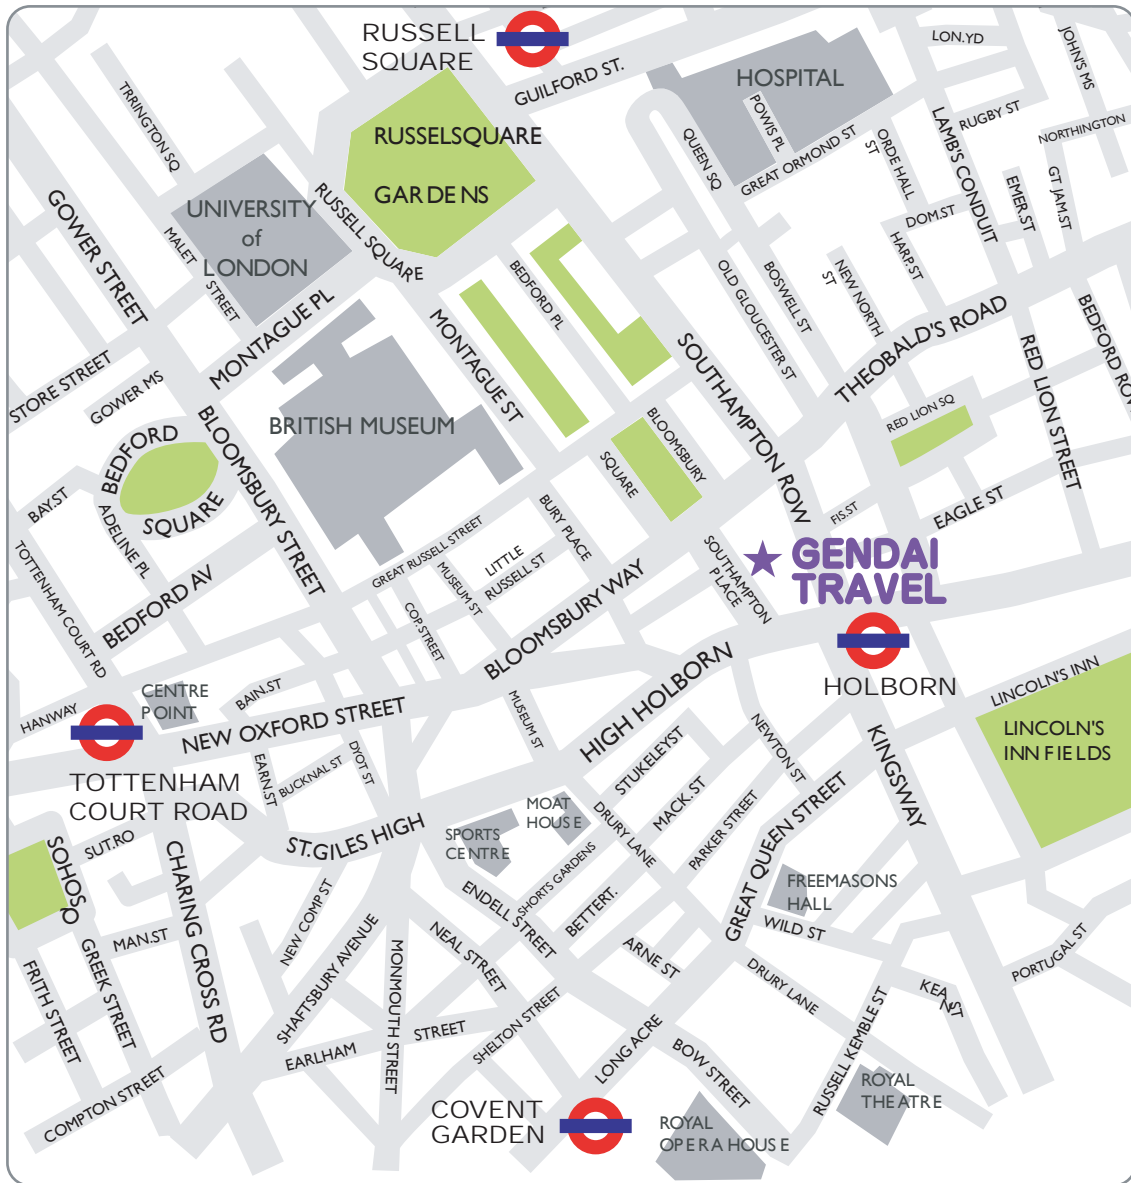 RUSSELL
SQUARE
GUILFORD ST.
HOSPITAL
LON.YD
JOHN'S MS
TRRINGTON SQ
RUSSELSQUARE
GARDENS
POWIS PL
QUEEN SQ
GREAT ORMOND ST
ORDE HALL
ST
LAMB'S CONDUIT
RUGBY ST
NORTHINGTON
EMER.ST
GT JAM.ST
DOM.ST
HARP.ST
GOWER STREET
UNIVERSITY
of
LONDON
MALET
STREET
RUSSELL SQUARE
BEDFORD PL
OLD GLOUCESTER ST
BOSWELL ST
NEW NORTH
ST
MONTAGUE PL
MONTAGUE ST
SOUTHAMPTON ROW
THEOBALD'S ROAD
RED LION STREET
BEDFORD ROW
STORE STREET
GOWER MS
BRITISH MUSEUM
RED LION SQ
BEDFORD
SQUARE
BLOOMSBURY STREET
BLOOMSBURY
SQUARE
BAY.ST
ADELINE PL
BEDFORD AV
TOTTENHAM COURT RD
GREAT RUSSELL STREET
BURY PLACE
LITTLE
RUSSELL ST
MUSEUM ST
COP.STREET
BLOOMSBURY WAY
SOUTHAMPTON
PLACE
FIS.ST
EAGLE ST
GENDAI
TRAVEL
HOLBORN
LINCOLN'S INN
LINCOLN'S
INN FIELDS
HANWAY
CENTRE
POINT
BAIN.ST
NEW OXFORD STREET
MUSEUM ST
HIGH HOLBORN
TOTTENHAM
COURT ROAD
EARN.ST
BUCKNAL ST
DYOT ST
STUKELEYST
NEWTON ST
KINGSWAY
MACK.ST
PARKER STREET
GREAT QUEEN STREET
SOHOSQ
SUT.RO
CHARING CROSS RD
ST.GILES HIGH
SPORTS
CENTRE
MOAT
HOUSE
DRURY LANE
SHORTS GARDENS
BETTERT.
FREEMASONS
HALL
WILD ST
ENDELL STREET
NEW COMP.ST
SHAFTSBURY AVENUE
MONMOUTH STREET
NEAL STREET
ARNE ST
DRURY LANE
KEA N.ST
PORTUGAL ST
MAN.ST
GREEK STREET
FRITH STREET
EARLHAM
STREET
SHELTON STREET
LONG ACRE
BOW STREET
RUSSELL KEMBLE ST
ROYAL
THEATRE
COMPTON STREET
COVENT
GARDEN
ROYAL
OPERA HOUSE